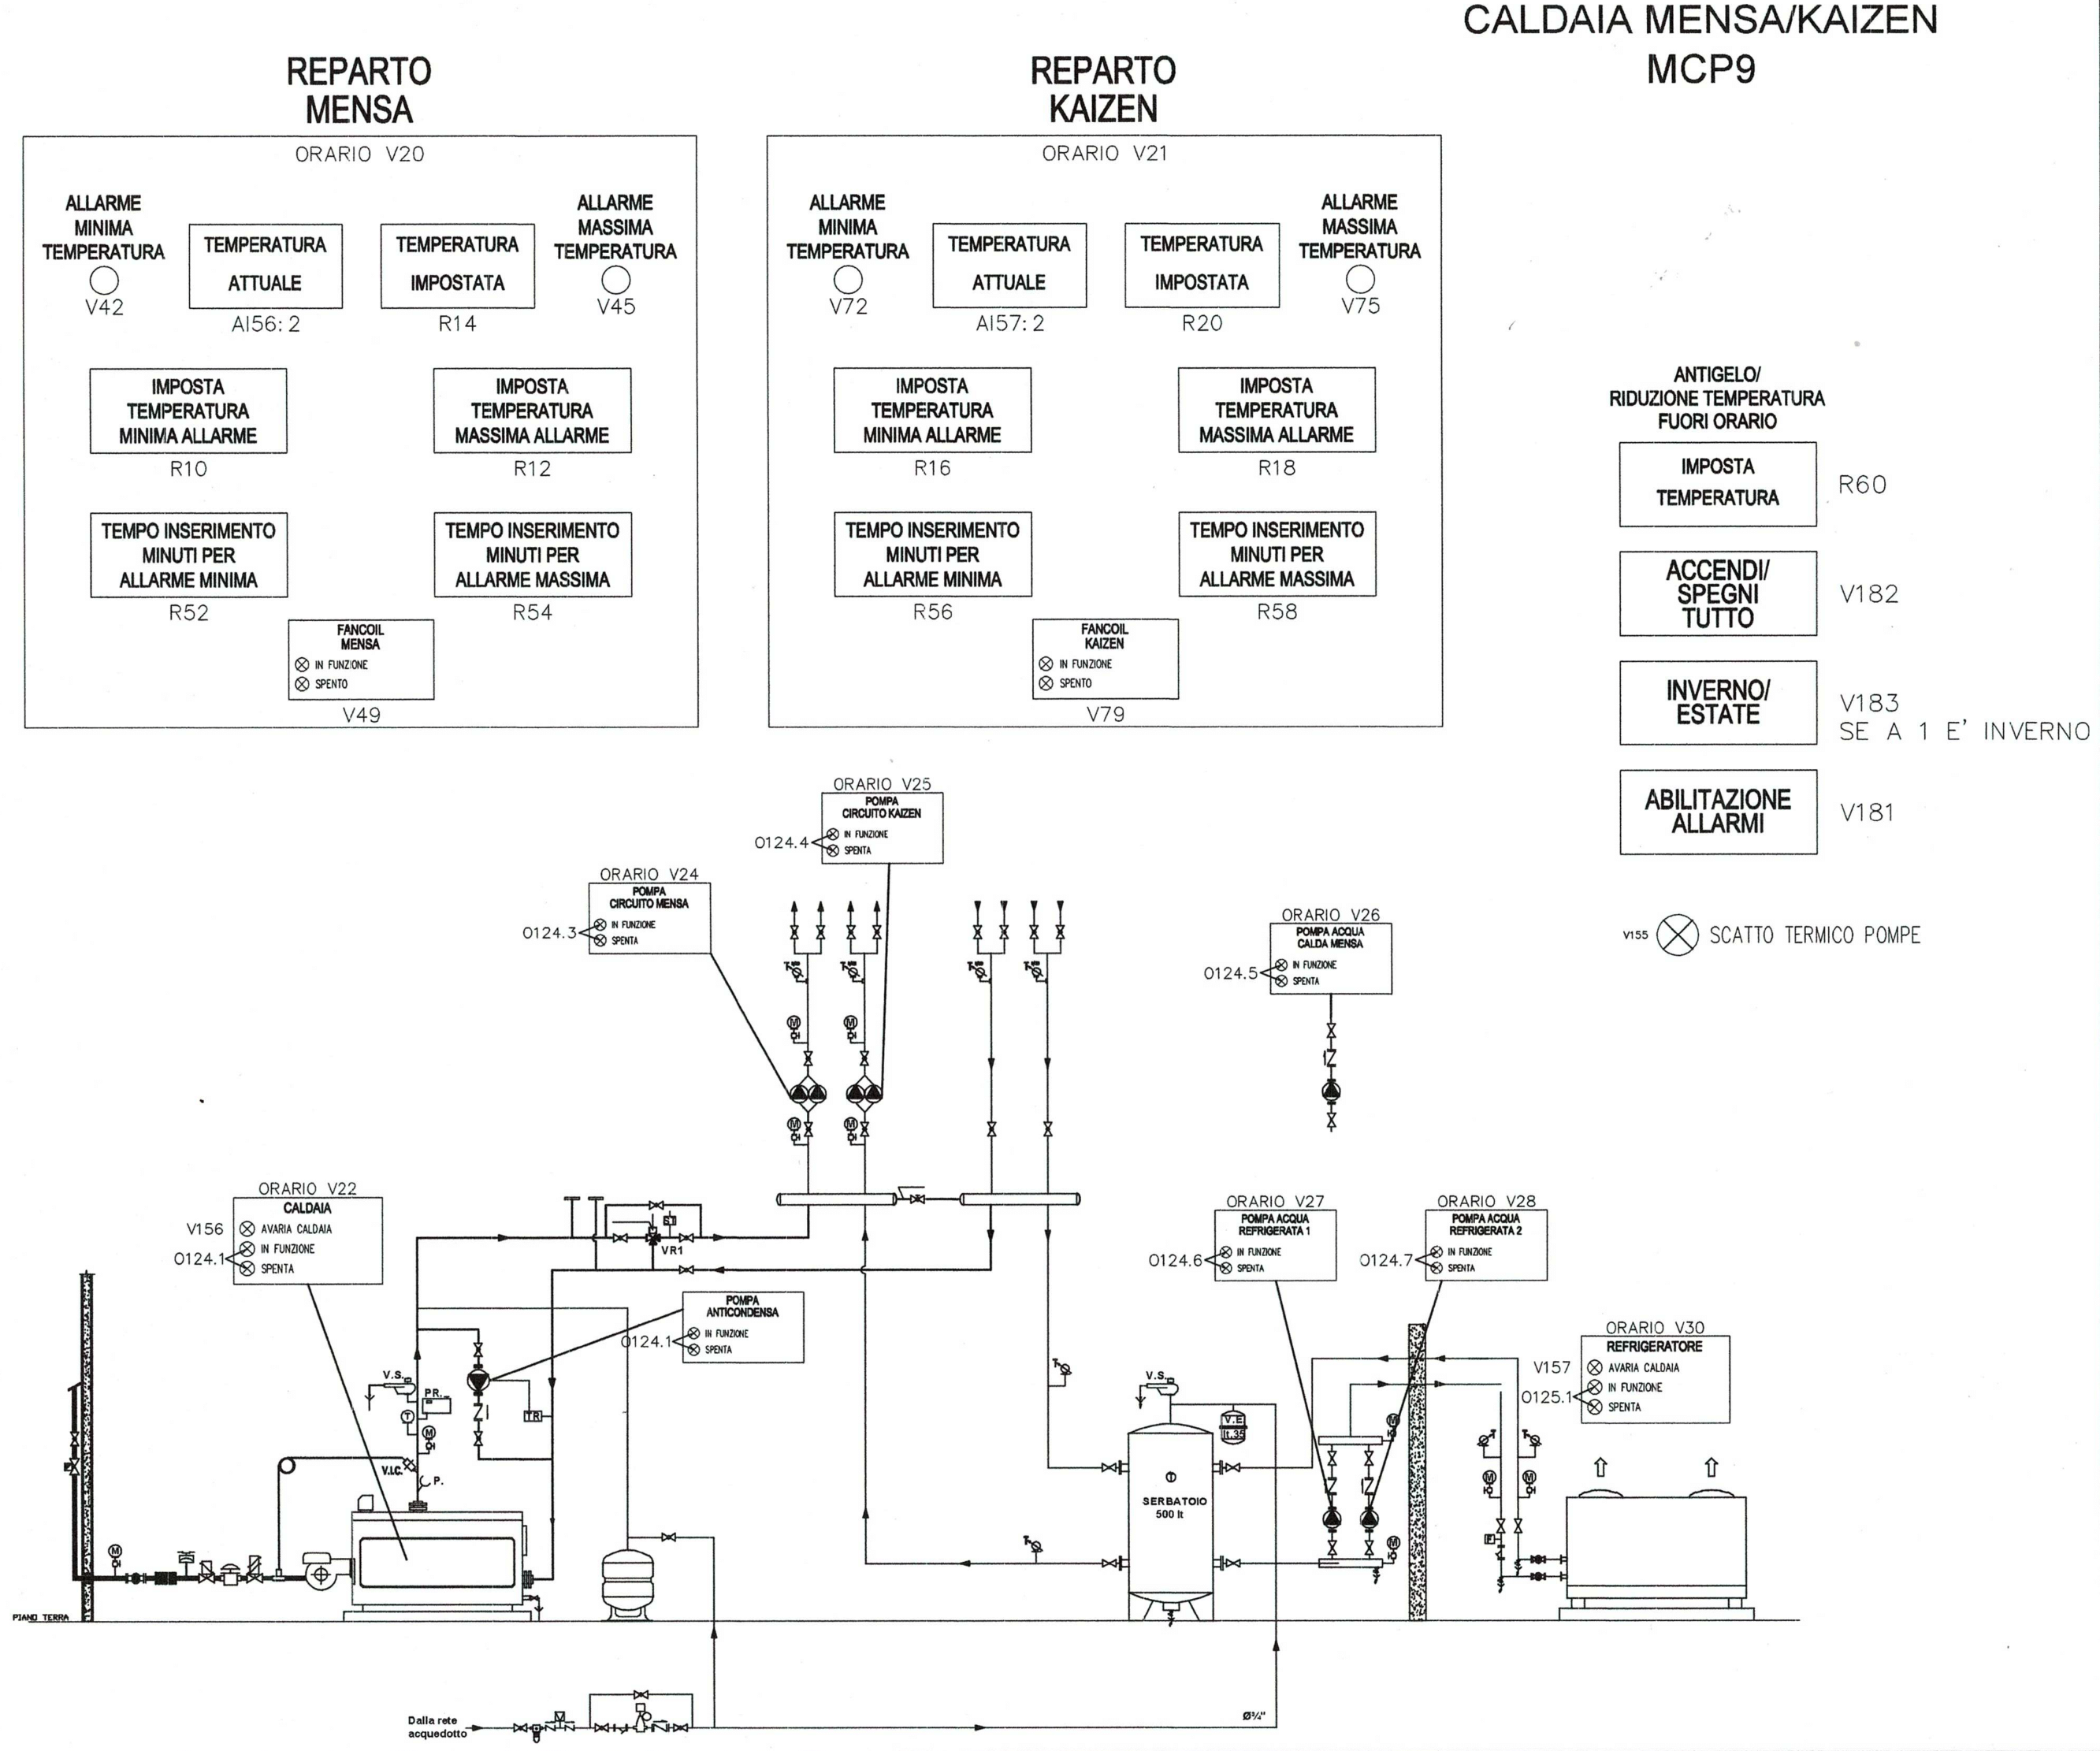 CALDAIA MENSA/KAIZEN
MCP9
REPARTO
MENSA
ORARIO V20
ALLARME
MINIMA
TEMPERATURA
V42
TEMPERATURA
ATTUALE
AI56:2
TEMPERATURA
IMPOSTATA
R14
ALLARME
MASSIMA
TEMPERATURA
V45
IMPOSTA
TEMPERATURA
MINIMA ALLARME
R10
IMPOSTA
TEMPERATURA
MASSIMA ALLARME
R12
TEMPO INSERIMENTO
MINUTI PER
ALLARME MINIMA
R52
TEMPO INSERIMENTO
MINUTI PER
ALLARME MASSIMA
R54
FANCOIL
MENSA
IN FUNZIONE
SPENTO
V49
REPARTO
KAIZEN
ORARIO V21
ALLARME
MINIMA
TEMPERATURA
V72
TEMPERATURA
ATTUALE
AI57:2
TEMPERATURA
IMPOSTATA
R20
ALLARME
MASSIMA
TEMPERATURA
V75
IMPOSTA
TEMPERATURA
MINIMA ALLARME
R16
IMPOSTA
TEMPERATURA
MASSIMA ALLARME
R18
TEMPO INSERIMENTO
MINUTI PER
ALLARME MINIMA
R56
TEMPO INSERIMENTO
MINUTI PER
ALLARME MASSIMA
R58
FANCOIL
KAIZEN
IN FUNZIONE
SPENTO
V79
ANTIGELO/
RIDUZIONE TEMPERATURA
FUORI ORARIO
IMPOSTA
TEMPERATURA
R60
ACCENDI/
SPEGNI
TUTTO
V182
INVERNO/
ESTATE
V183
SE A 1 E' INVERNO
ABILITAZIONE
ALLARMI
V181
V155 SCATTO TERMICO POMPE
ORARIO V25
POMPA
CIRCUITO KAIZEN
O124.4
IN FUNZIONE
SPENTA
ORARIO V24
POMPA
CIRCUITO MENSA
O124.3
IN FUNZIONE
SPENTA
ORARIO V26
POMPA ACQUA
CALDA MENSA
O124.5
IN FUNZIONE
SPENTA
M
M
M
M
ORARIO V22
CALDAIA
V156
AVARIA CALDAIA
O124.1
IN FUNZIONE
SPENTA
VR1
POMPA
ANTICONDENSA
O124.1
IN FUNZIONE
SPENTA
ORARIO V27
POMPA ACQUA
REFRIGERATA 1
O124.6
IN FUNZIONE
SPENTA
ORARIO V28
POMPA ACQUA
REFRIGERATA 2
O124.7
IN FUNZIONE
SPENTA
ORARIO V30
REFRIGERATORE
V157
AVARIA CALDAIA
O125.1
IN FUNZIONE
SPENTA
V.S.
PR.
T
M
TR
V.I.C.
P.
V.S.
V.E
lt.35
T
SERBATOIO
500 lt
M
M
M
M
M
F
PIANO TERRA
Dalla rete
acquedotto
Ø¾"